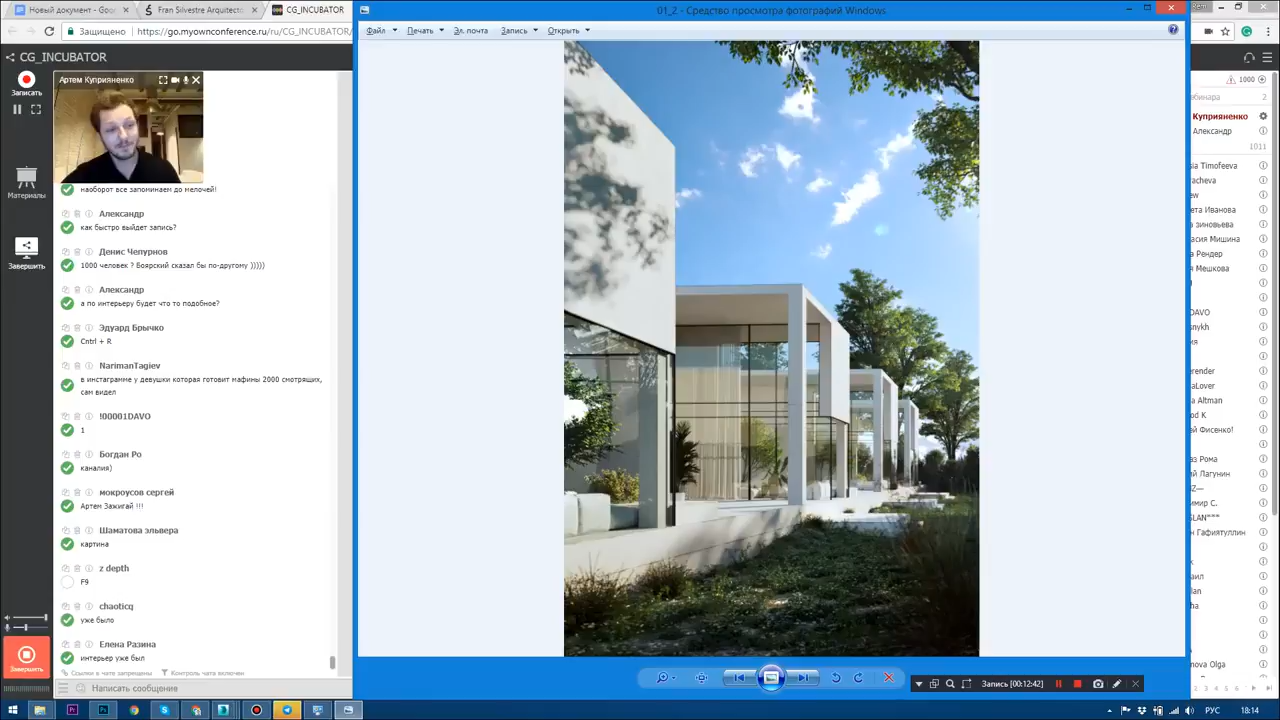 Новый документ - Goo
Fran Silvestre Arquitect
CG_INCUBATOR
01_2 - Средство просмотра фотографий Windows
Защищено
https://go.myownconference.ru/ru/CG_INCUBATOR/
Файл
Печать
Эл. почта
Запись
Открыть
CG_INCUBATOR
Записать
Материалы
Завершить
Завершить
Артем Куприяненко
наоборот все запоминаем до мелочей!
Александр
как быстро выйдет запись?
Денис Чепурнов
1000 человек ? Боярский сказал бы по-другому )))))
Александр
а по интерьеру будет что то подобное?
Эдуард Брычко
Cntrl + R
NarimanTagiev
в инстаграмме у девушки которая готовит мафины 2000 смотрящих,
сам видел
!00001DAVO
1
Богдан Ро
каналия)
мокроусов сергей
Артем Зажигай !!!
Шаматова эльвера
картина
z depth
F9
chaoticq
уже было
Елена Разина
интерьер уже был
Ссылки в чате запрещены
Контроль чата включен
Написать сообщение
1000
2
Куприяненко
Александр
1011
Timofeeva
Иванова
зиновьева
Мишина
Рендер
Мешкова
DAVO
Altman
Фисенко!
Рома
Лагунин
Гафиятуллин
Olga
Запись [00:12:42]
РУС
18:14